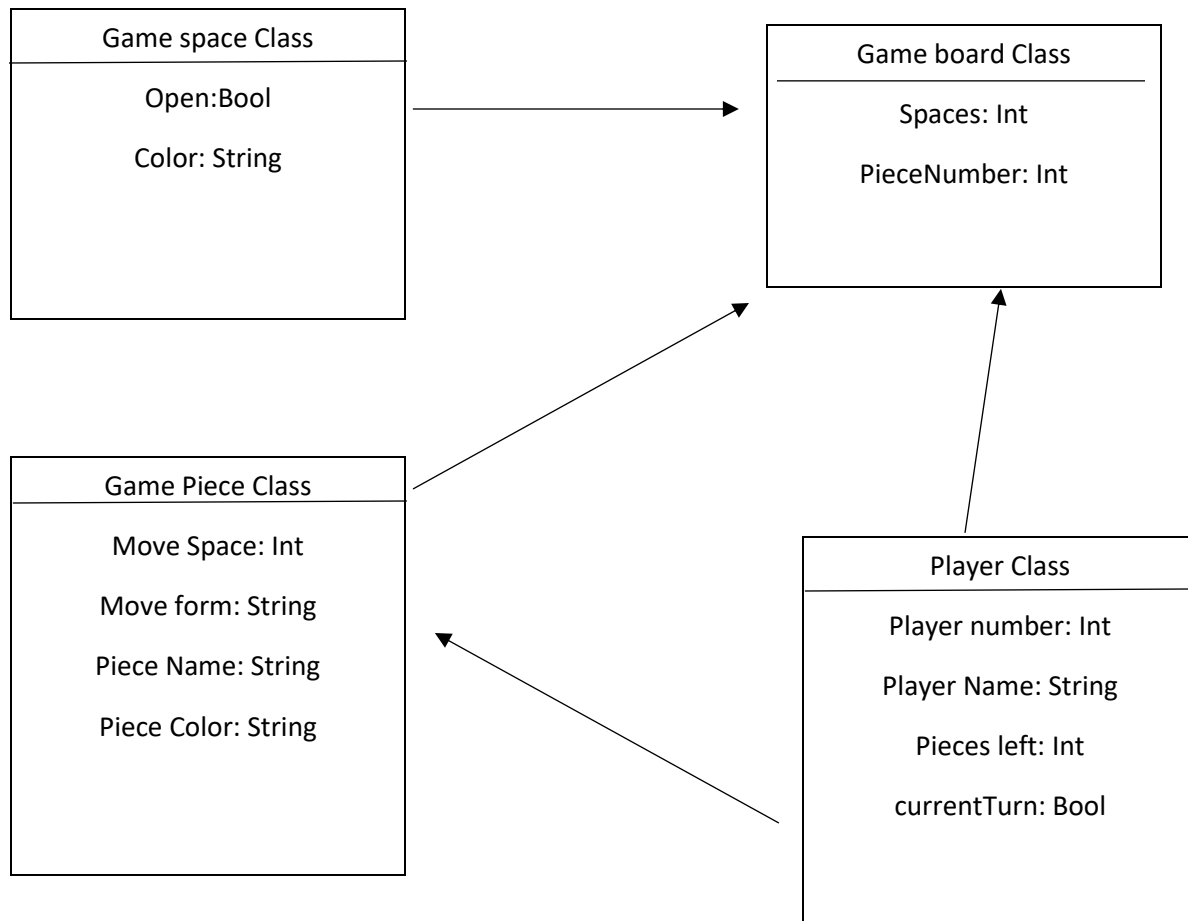 Game space Class
Open:Bool
Color: String
Game board Class
Spaces: Int
PieceNumber: Int
Game Piece Class
Move Space: Int
Move form: String
Piece Name: String
Piece Color: String
Player Class
Player number: Int
Player Name: String
Pieces left: Int
currentTurn: Bool